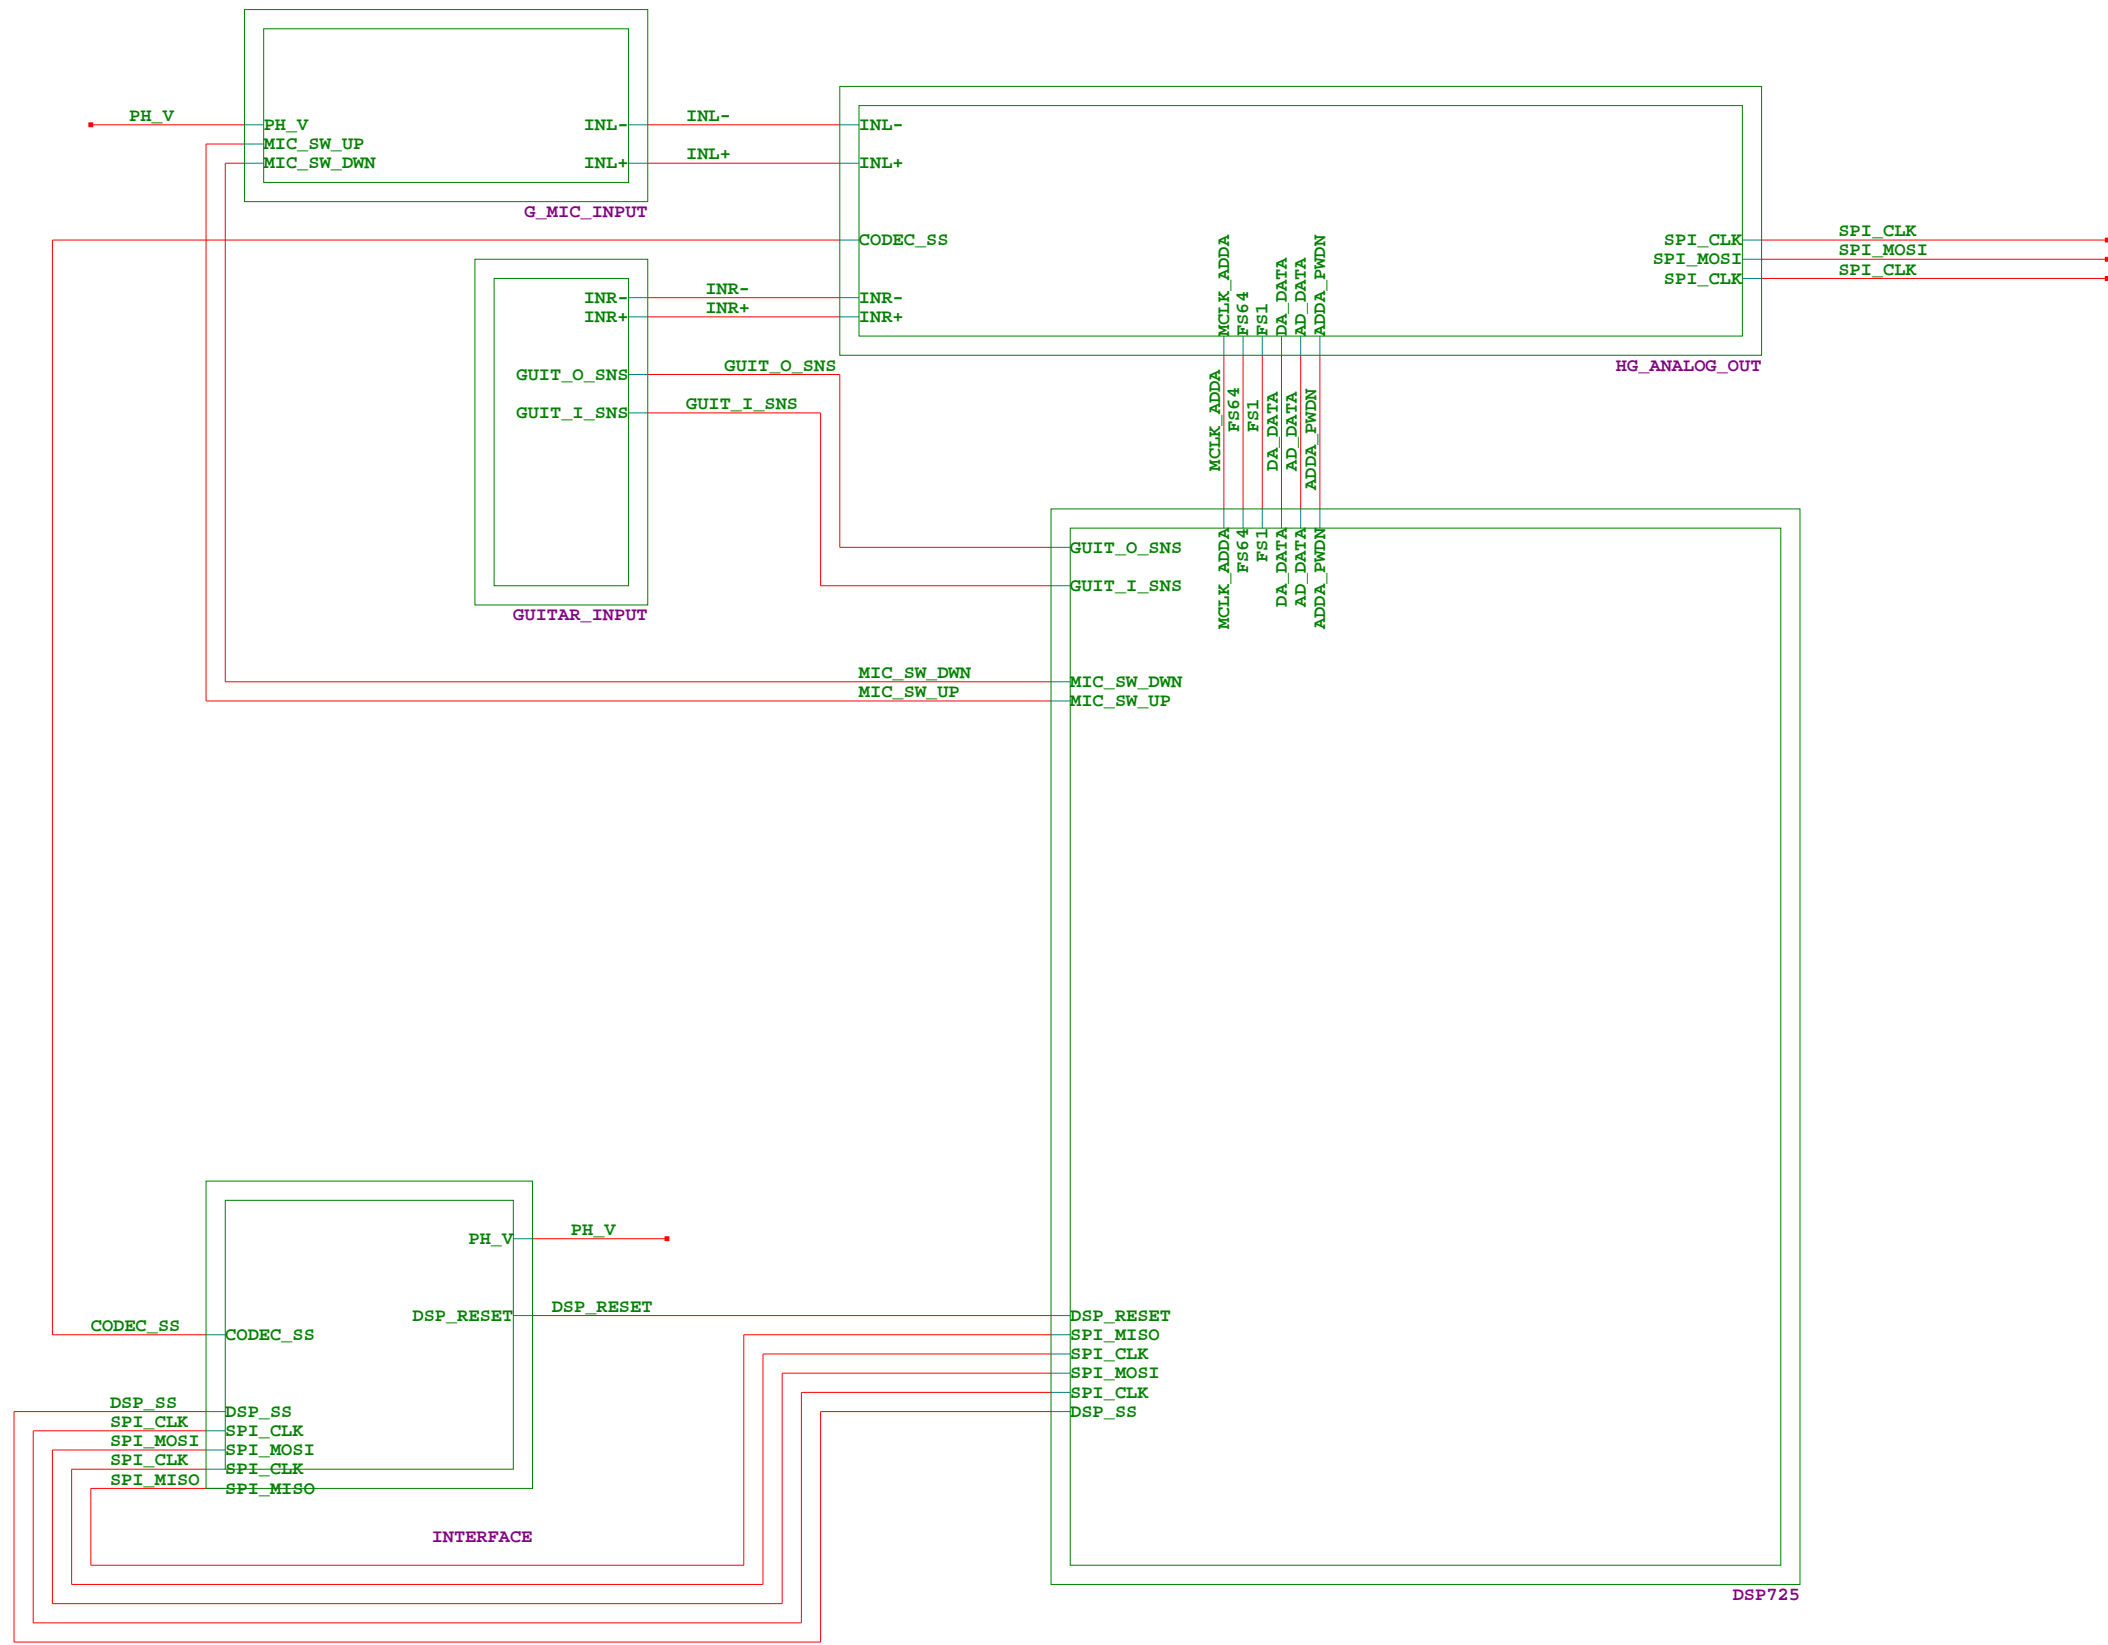 PH_V
PH_V
MIC_SW_UP
MIC_SW_DWN
INL-
INL+
G_MIC_INPUT
INL-
INL+
INL-
INL+
CODEC_SS
INR-
INR+
SPI_CLK
SPI_MOSI
SPI_CLK
MCLK_ADDA
FS64
FS1
DA_DATA
AD_DATA
ADDA_PWDN
HG_ANALOG_OUT
SPI_CLK
SPI_MOSI
SPI_CLK
INR-
INR+
GUIT_O_SNS
GUIT_I_SNS
GUITAR_INPUT
INR-
INR+
GUIT_O_SNS
GUIT_I_SNS
MCLK_ADDA
FS64
FS1
DA_DATA
AD_DATA
ADDA_PWDN
MCLK_ADDA
FS64
FS1
DA_DATA
AD_DATA
ADDA_PWDN
GUIT_O_SNS
GUIT_I_SNS
MIC_SW_DWN
MIC_SW_UP
MIC_SW_DWN
MIC_SW_UP
PH_V
PH_V
DSP_RESET
DSP_RESET
CODEC_SS
CODEC_SS
DSP_SS
SPI_CLK
SPI_MOSI
SPI_CLK
SPI_MISO
DSP_SS
SPI_CLK
SPI_MOSI
SPI_CLK
SPI_MISO
INTERFACE
DSP_RESET
SPI_MISO
SPI_CLK
SPI_MOSI
SPI_CLK
DSP_SS
DSP725